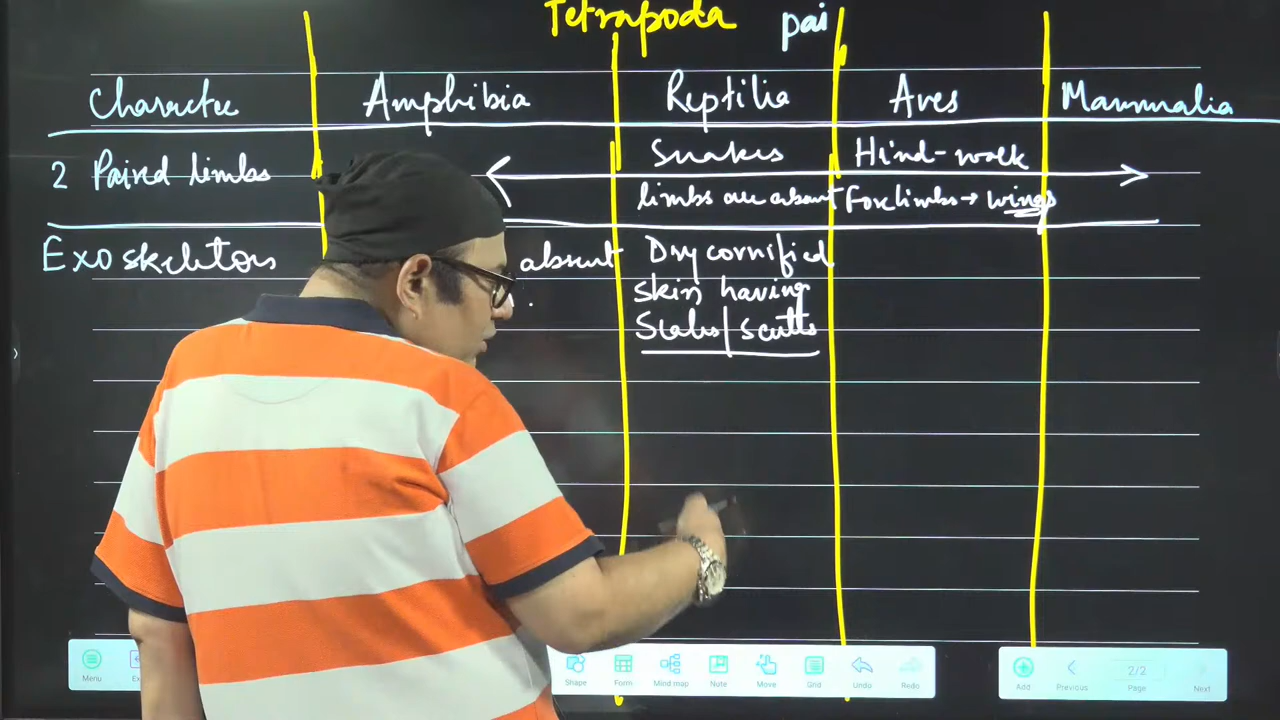 Tetrapoda pai
Character Amphibia Reptilia Aves Mammalia
2 Paired limbs Snakes Hind-walk
limbs are absent Forelimbs → wings
Exoskeleton absent Dry cornified
skin having
Scales/scutes
Menu Shape Form Mind map Note Move Grid Undo Redo Add Previous 2/2 Page Next